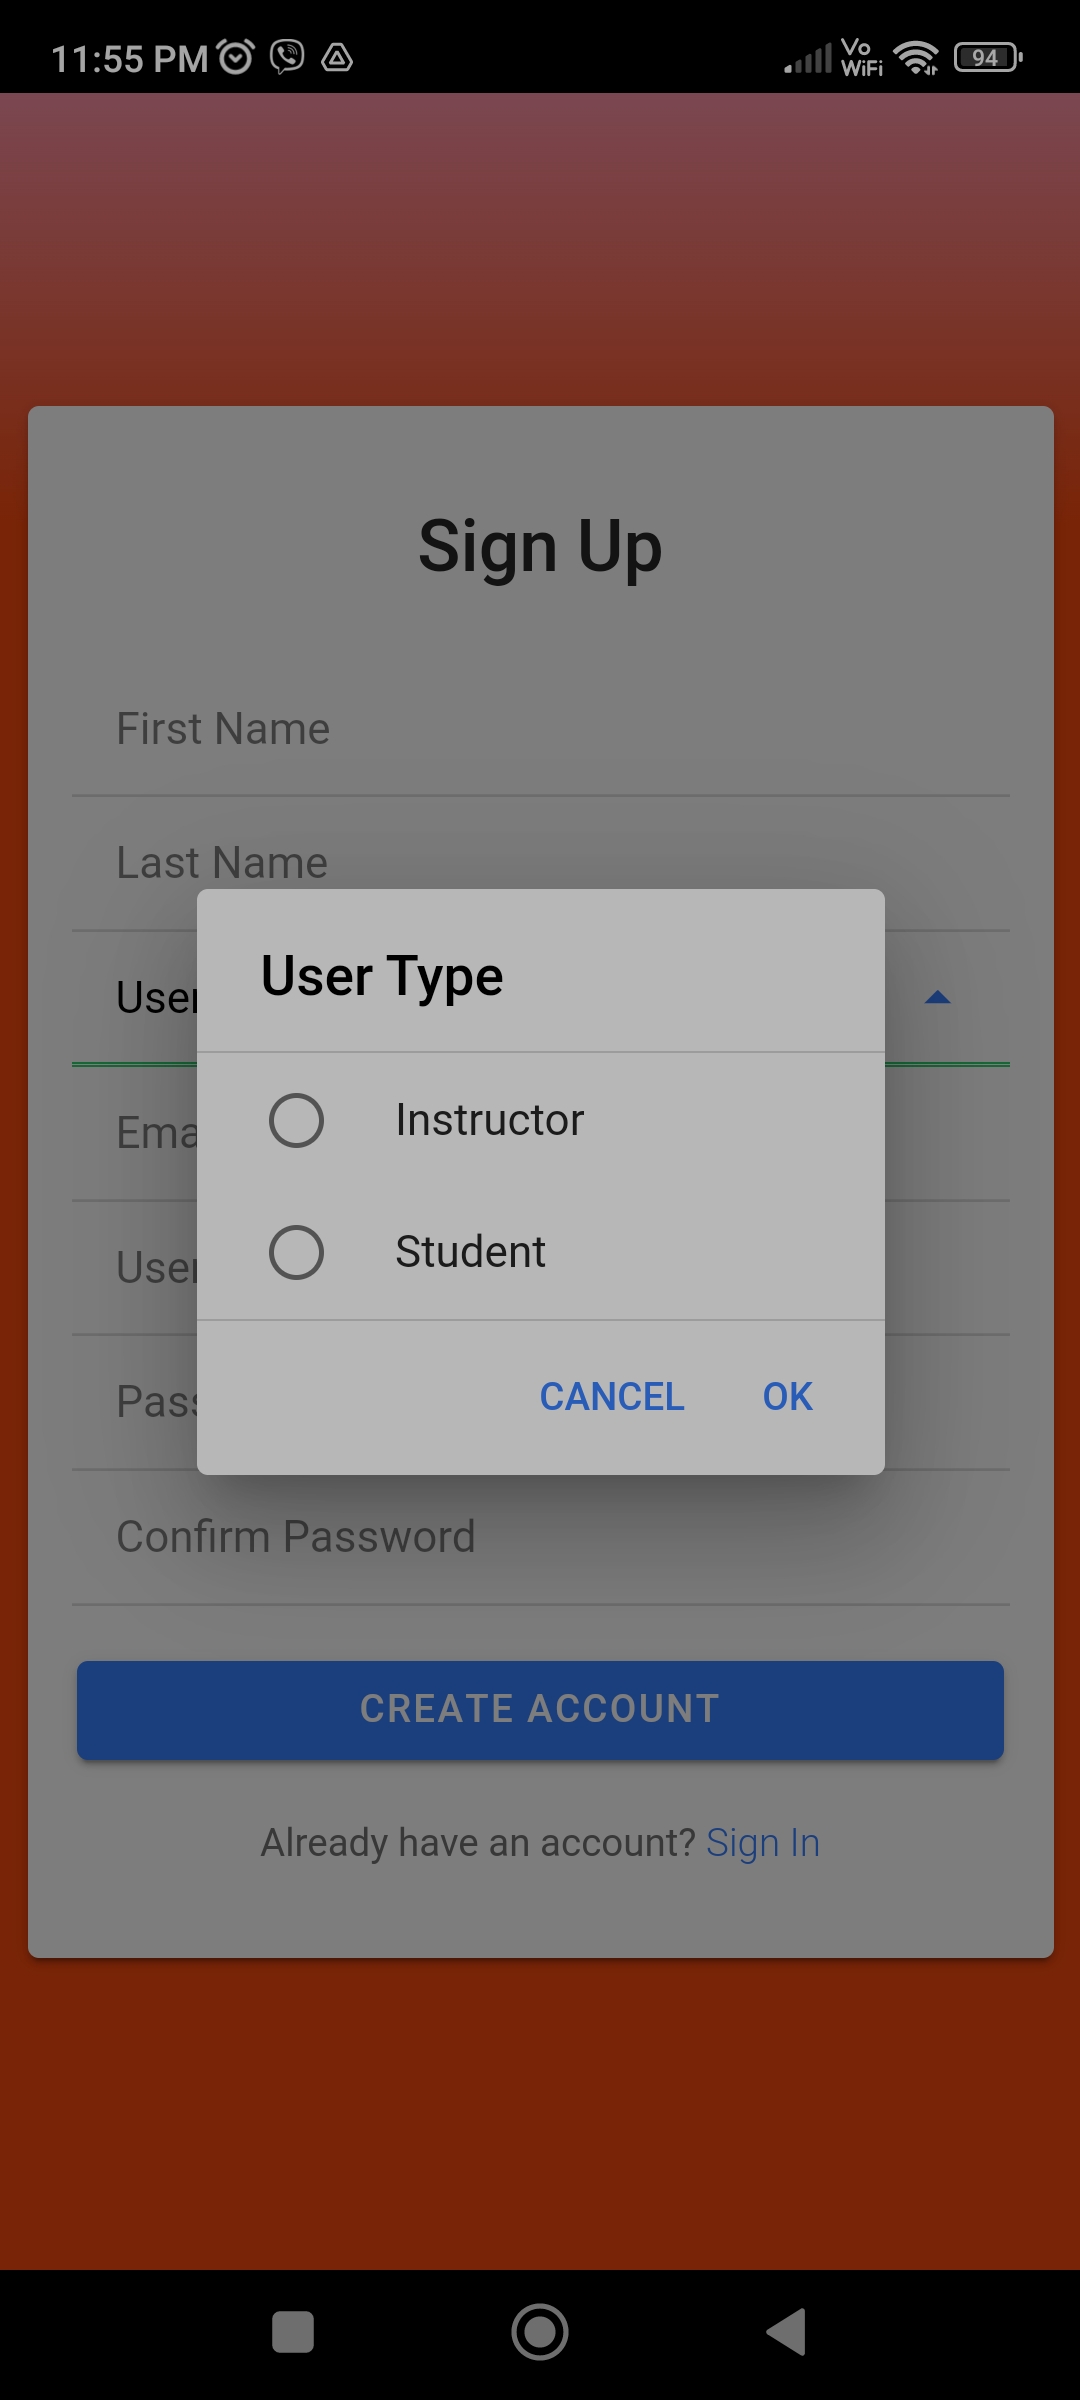 11:55 PM
Vo
WiFi
94
Sign Up
First Name
Last Name
User Type
User
Instructor
Ema
Student
User
CANCEL OK
Pass
Confirm Password
CREATE ACCOUNT
Already have an account? Sign In